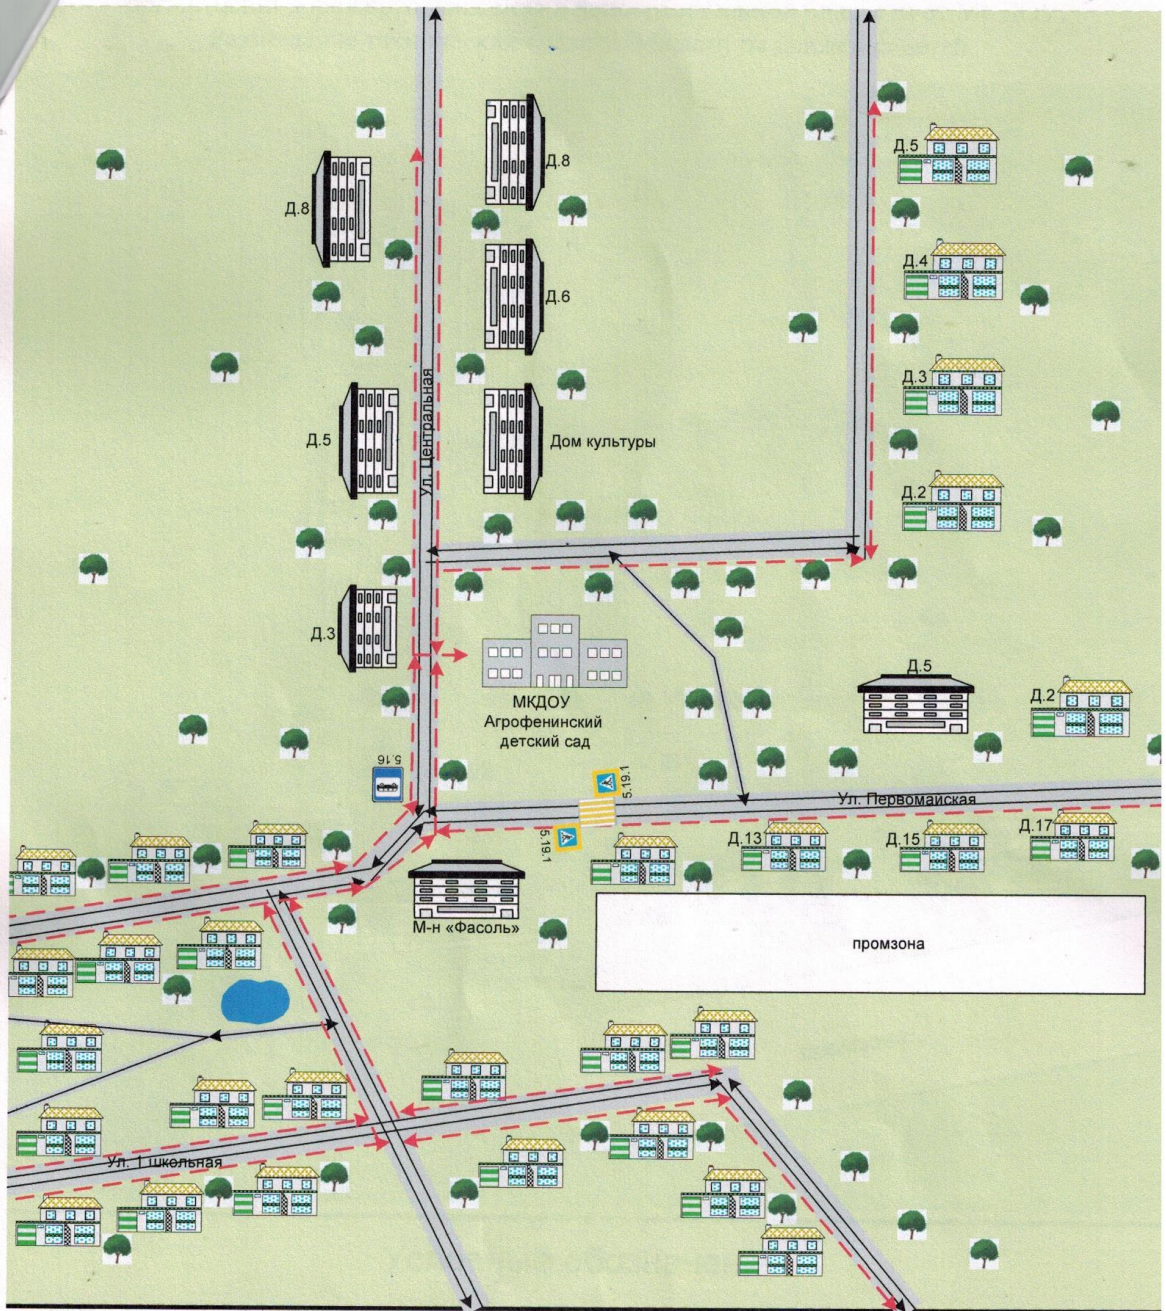 Д.8
Д.8
Д.6
Д.5
Ул. Центральная
Дом культуры
Д.3
Д.5
Д.4
Д.3
Д.2
МКДОУ
Агрофенинский
детский сад
Д.5
Д.2
5.16
5.19.1
5.19.1
Ул. Первомайская
Д.13
Д.15
Д.17
М-н «Фасоль»
промзона
Ул. 1 школьная